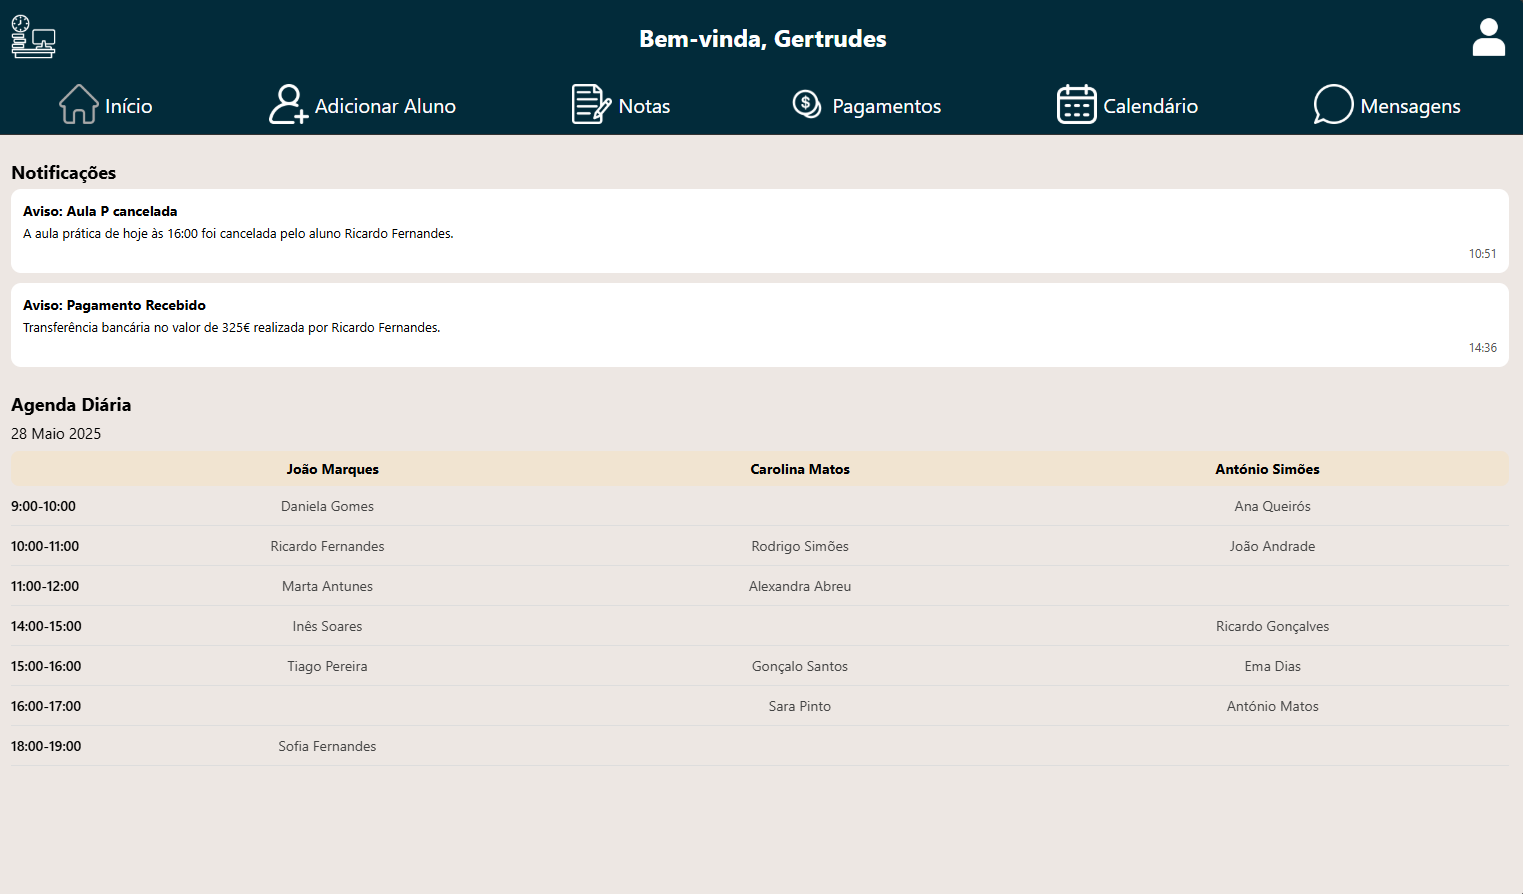 Bem-vinda, Gertrudes
Início Adicionar Aluno Notas Pagamentos Calendário Mensagens
Notificações
Aviso: Aula P cancelada
A aula prática de hoje às 16:00 foi cancelada pelo aluno Ricardo Fernandes.
10:51
Aviso: Pagamento Recebido
Transferência bancária no valor de 325€ realizada por Ricardo Fernandes.
14:36
Agenda Diária
28 Maio 2025
João Marques Carolina Matos António Simões
9:00-10:00 Daniela Gomes Ana Queirós
10:00-11:00 Ricardo Fernandes Rodrigo Simões João Andrade
11:00-12:00 Marta Antunes Alexandra Abreu
14:00-15:00 Inês Soares Ricardo Gonçalves
15:00-16:00 Tiago Pereira Gonçalo Santos Ema Dias
16:00-17:00 Sara Pinto António Matos
18:00-19:00 Sofia Fernandes